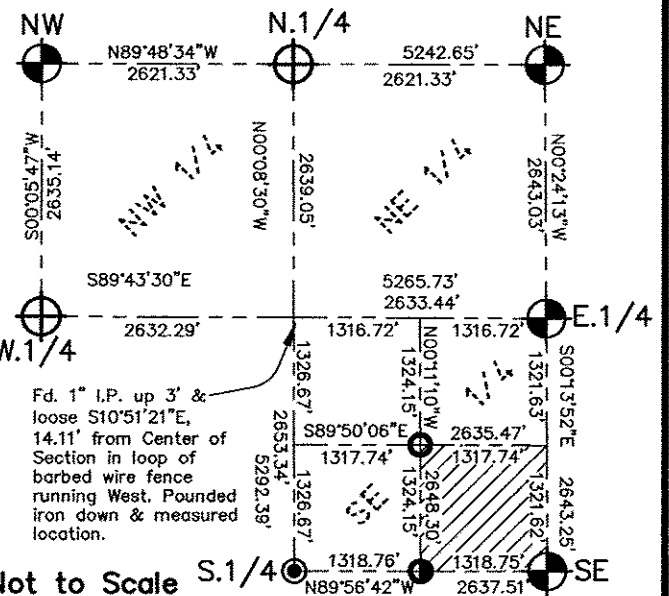 NW
N.1/4
NE
N89°48'34"W
5242.65'
2621.33'
2621.33'
S00°05'47"W
2635.14'
NW 1/4
N00°08'30"W
2639.05'
NE 1/4
N00°24'13"W
2643.03'
S89°43'30"E
5265.73'
2633.44'
W.1/4
2632.29'
1316.72'
1316.72'
E.1/4
Fd. 1" I.P. up 3' &
loose S10°51'21"E,
14.11' from Center of
Section in loop of
barbed wire fence
running West. Pounded
iron down & measured
location.
1326.67'
2653.34'
5292.39'
1326.67'
N00°11'10"W
1324.15'
1/4
1321.63'
S00°13'52"E
S89°50'06"E
2635.47'
1317.74'
1317.74'
SE
1324.15'
2648.30'
1321.62'
2643.25'
Not to Scale
S.1/4
1318.76'
1318.75'
SE
N89°56'42"W
2637.51